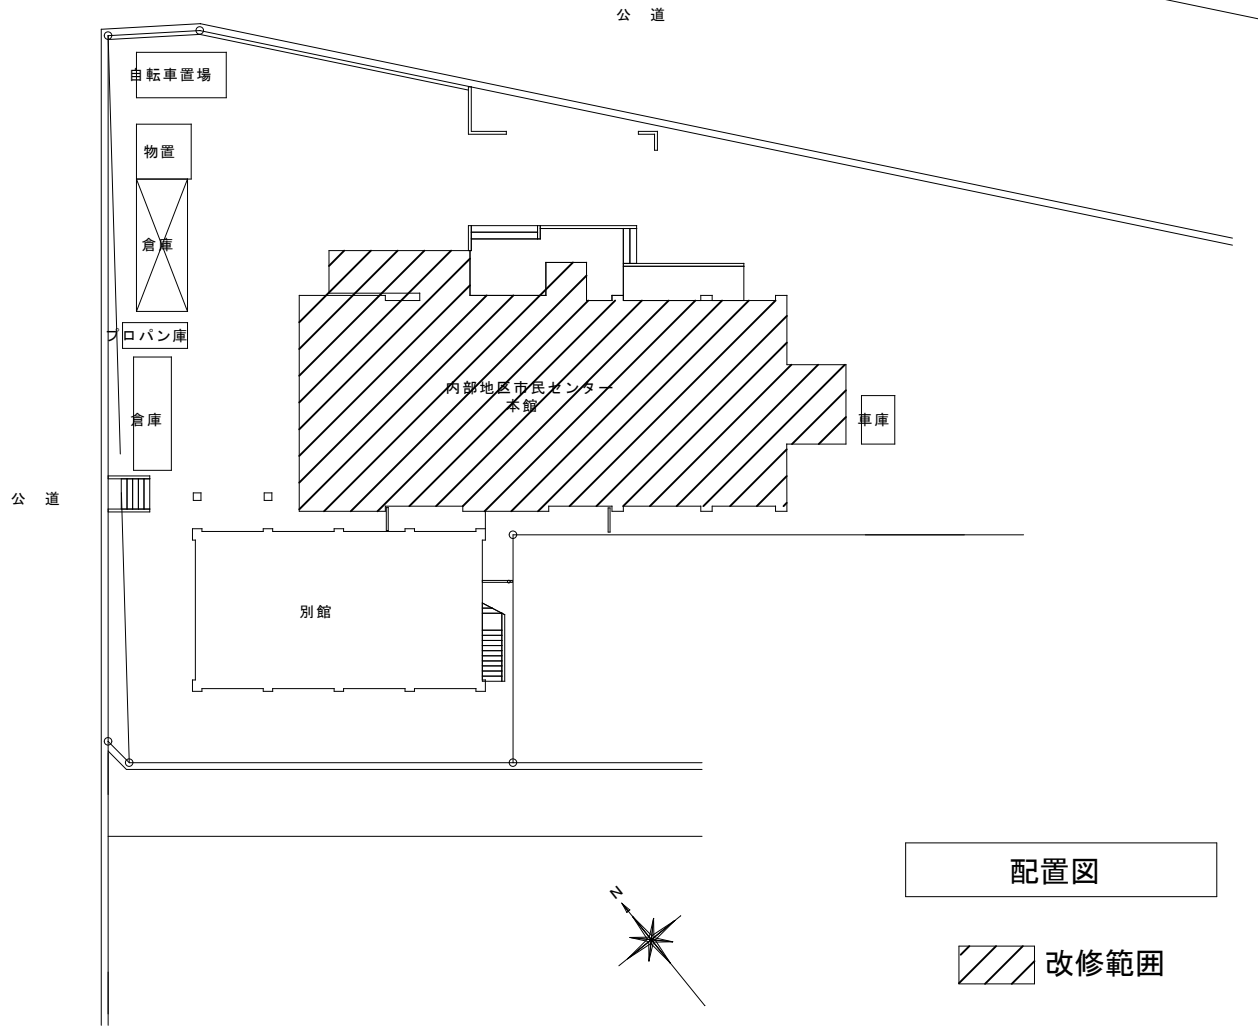 公 道
自転車置場
物置
倉庫
プロパン庫
内部地区市民センター
本館
倉庫
車庫
公 道
別館
配置図
N
改修範囲